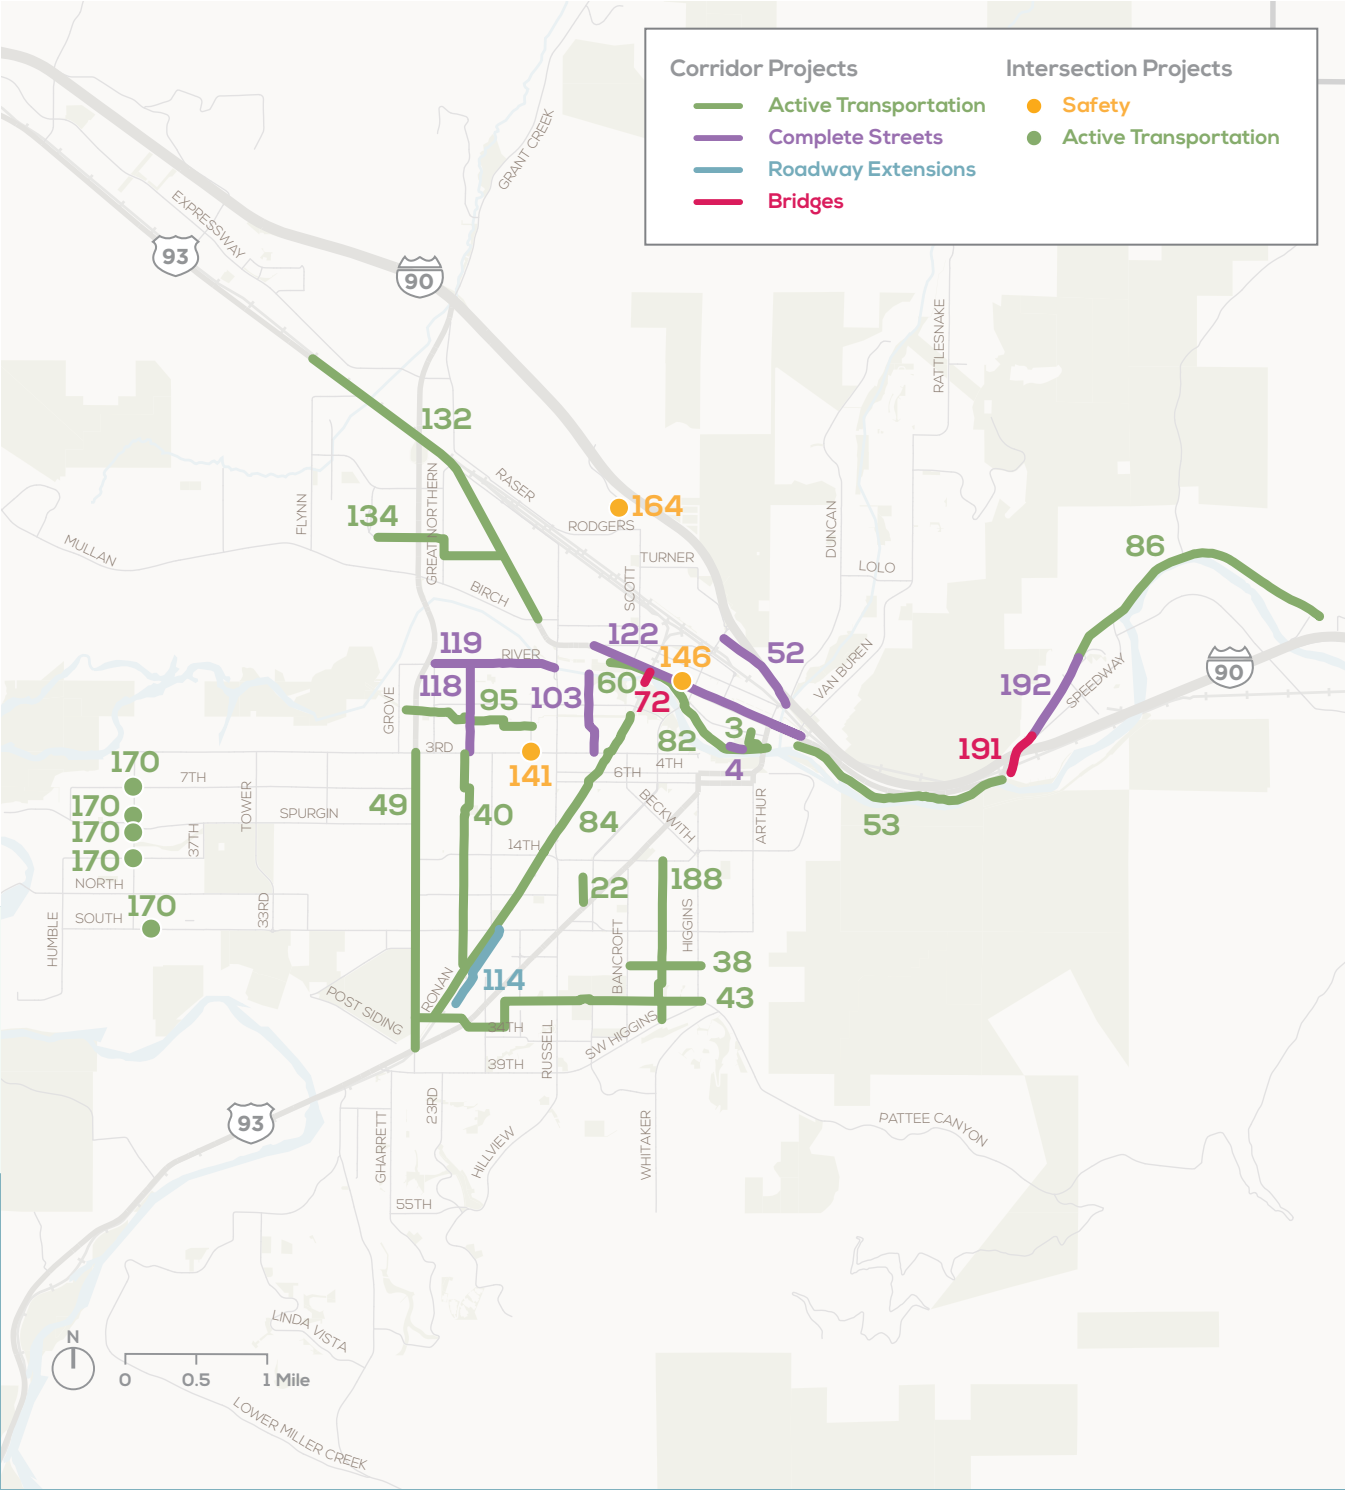 Corridor Projects
Intersection Projects
Active Transportation
Safety
Complete Streets
Active Transportation
Roadway Extensions
Bridges
GRANT CREEK
EXPRESSWAY
93
90
RATTLESNAKE
132
GREAT NORTHERN
RASER
164
RODGERS
134
FLYNN
DUNCAN
MULLAN
TURNER
LOLO
86
SCOTT
BIRCH
119
RIVER
122
146
52
VAN BUREN
90
118
95
103
60
72
192
SPEEDWAY
GROVE
3RD
82
3
4
191
141
6TH
4TH
170
7TH
170
170
170
TOWER
SPURGIN
37TH
49
40
84
BECKWITH
ARTHUR
53
14TH
NORTH
22
188
170
SOUTH
33RD
HUMBLE
BANCROFT
HIGGINS
38
114
RONAN
43
POST SIDING
34TH
SW HIGGINS
RUSSELL
39TH
93
23RD
GHARRETT
HILLVIEW
WHITAKER
PATTEE CANYON
55TH
LINDA VISTA
N
0
0.5
1 Mile
LOWER MILLER CREEK